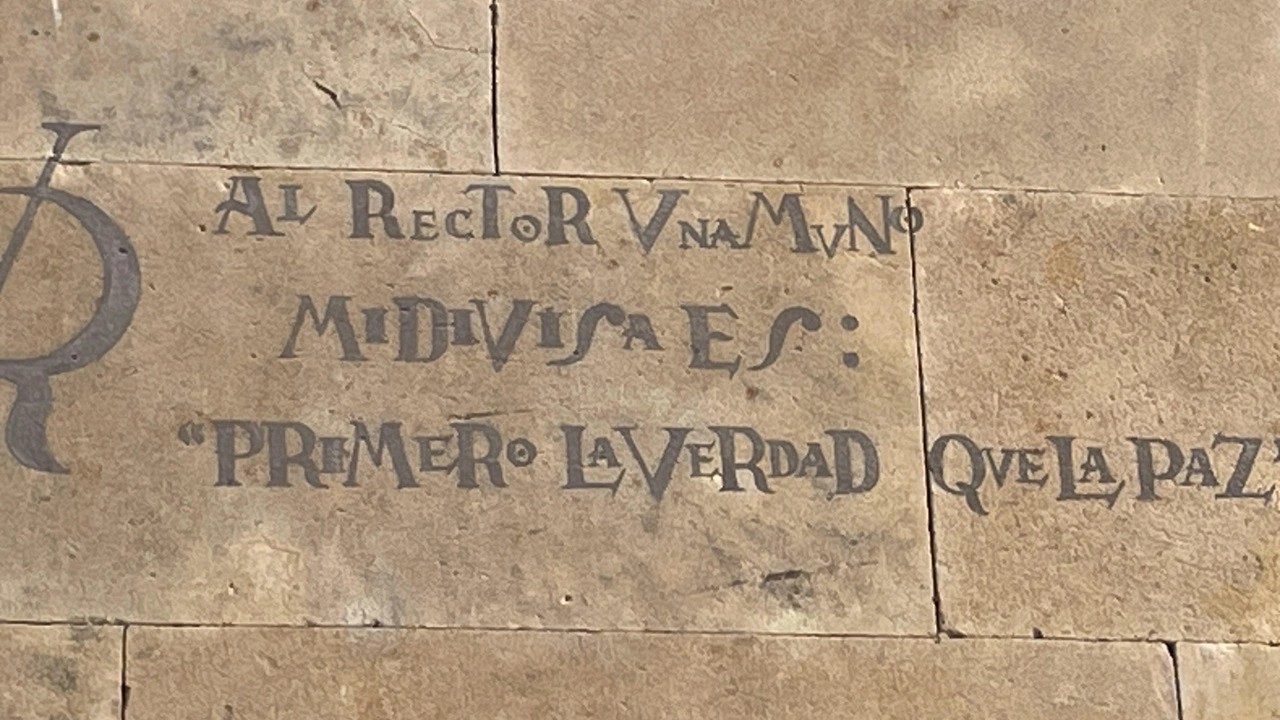 AL RECTOR VNAMVNO
MI DIVISA ES:
“PRIMERO LA VERDAD QVE LA PAZ”